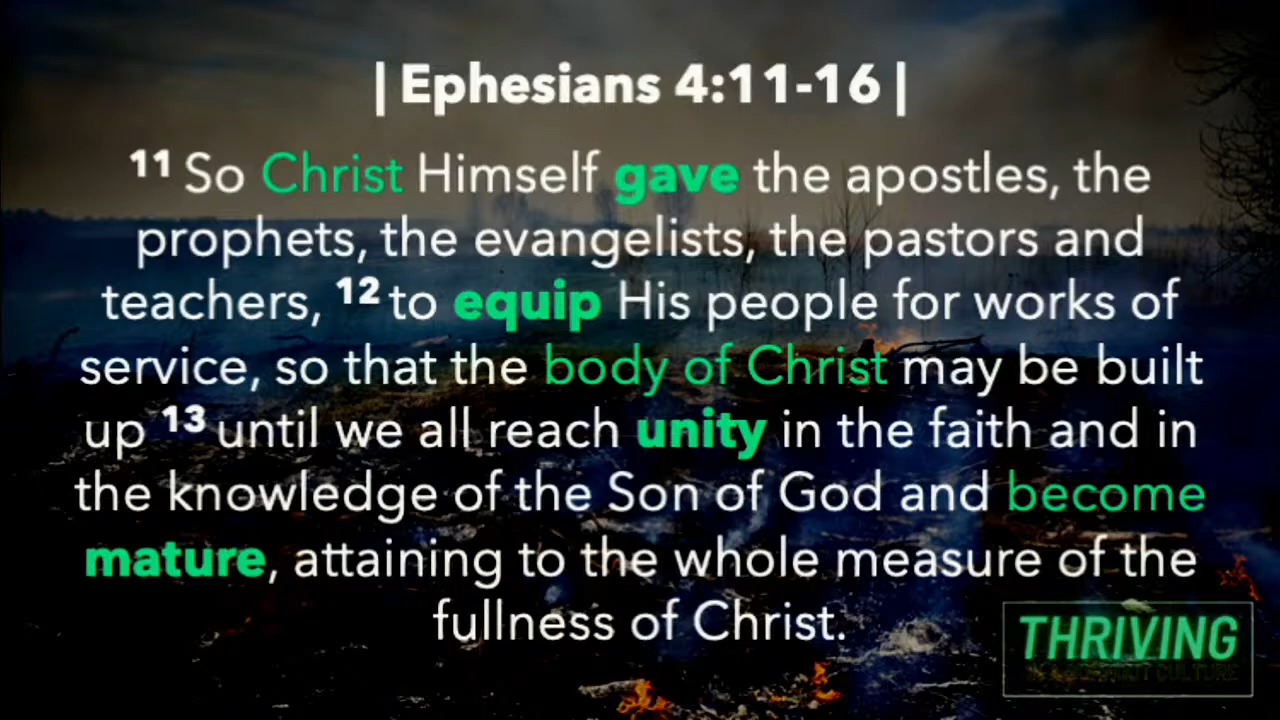 | Ephesians 4:11-16 |
11 So Christ Himself gave the apostles, the
prophets, the evangelists, the pastors and
teachers, 12 to equip His people for works of
service, so that the body of Christ may be built
up 13 until we all reach unity in the faith and in
the knowledge of the Son of God and become
mature, attaining to the whole measure of the
fullness of Christ.
THRIVING
CULTURE